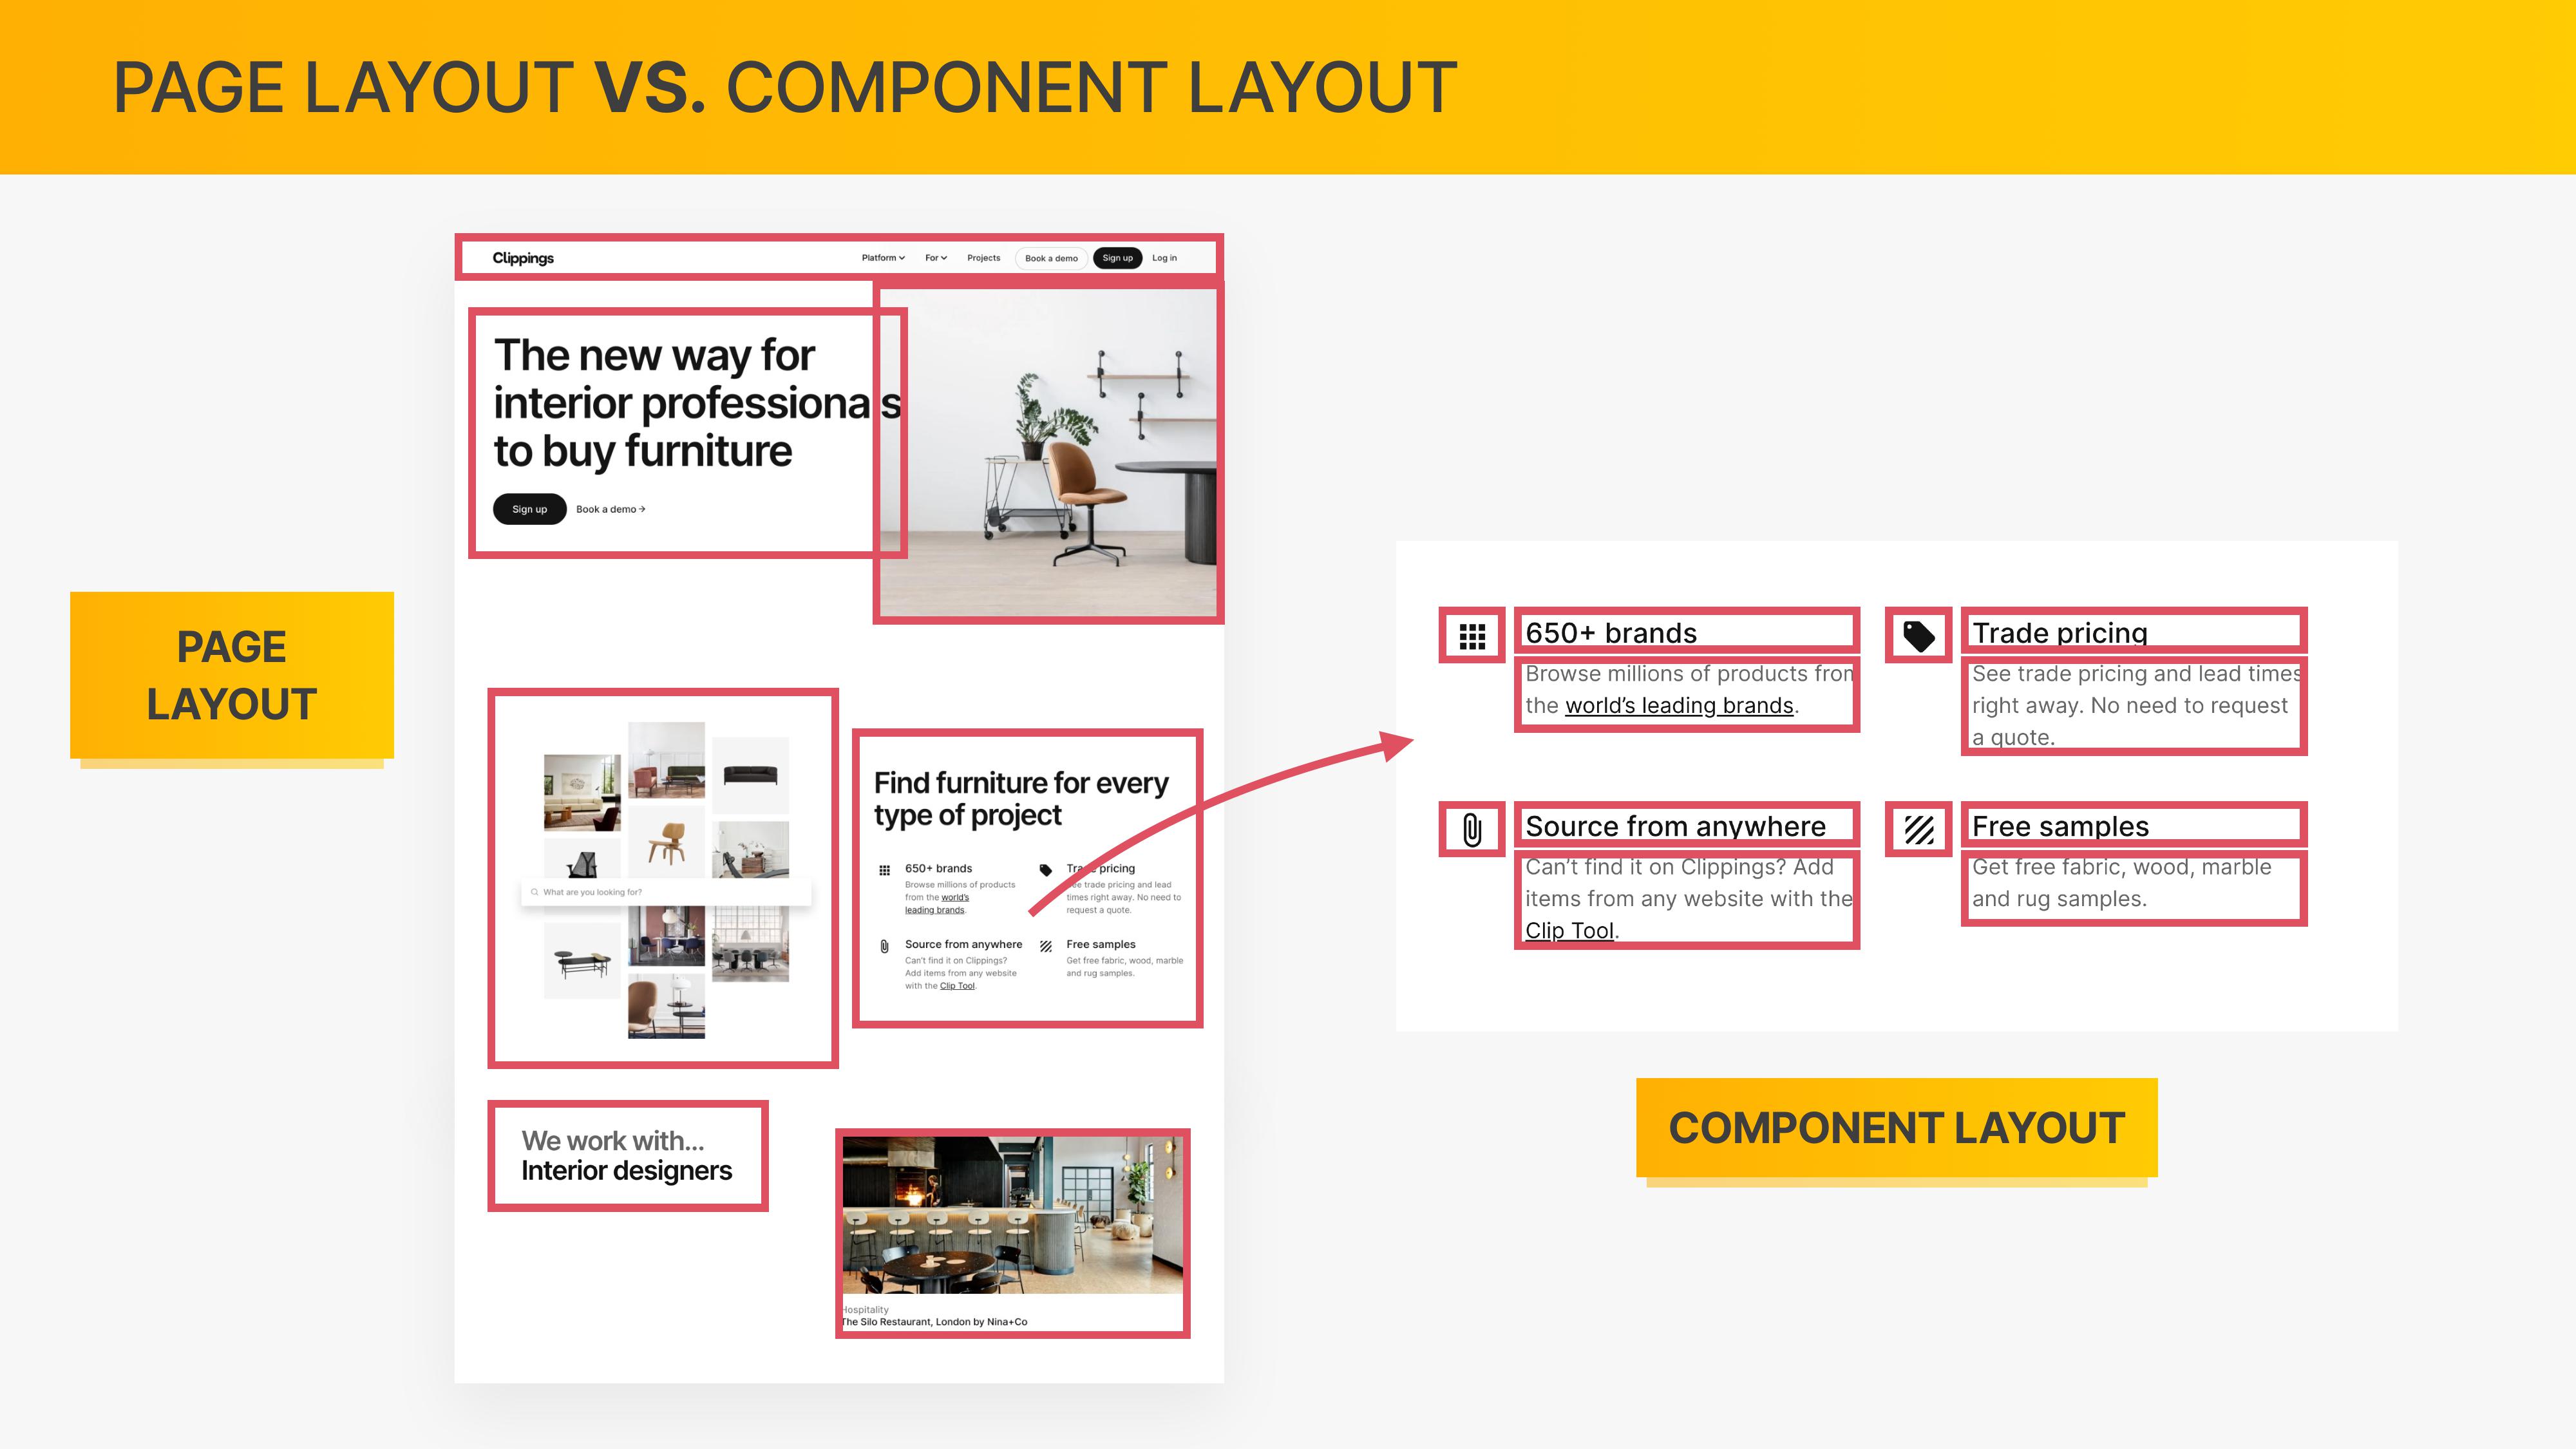 PAGE LAYOUT VS. COMPONENT LAYOUT
Clippings
Platform
For
Projects
Book a demo
Sign up
Log in
The new way for
interior professionals
to buy furniture
Sign up
Book a demo →
PAGE
LAYOUT
What are you looking for?
Find furniture for every
type of project
650+ brands
Browse millions of products
from the world's
leading brands.
Trade pricing
See trade pricing and lead
times right away. No need to
request a quote.
Source from anywhere
Can't find it on Clippings?
Add items from any website
with the Clip Tool.
Free samples
Get free fabric, wood, marble
and rug samples.
We work with...
Interior designers
Hospitality
The Silo Restaurant, London by Nina+Co
650+ brands
Browse millions of products from
the world's leading brands.
Trade pricing
See trade pricing and lead times
right away. No need to request
a quote.
Source from anywhere
Can't find it on Clippings? Add
items from any website with the
Clip Tool.
Free samples
Get free fabric, wood, marble
and rug samples.
COMPONENT LAYOUT